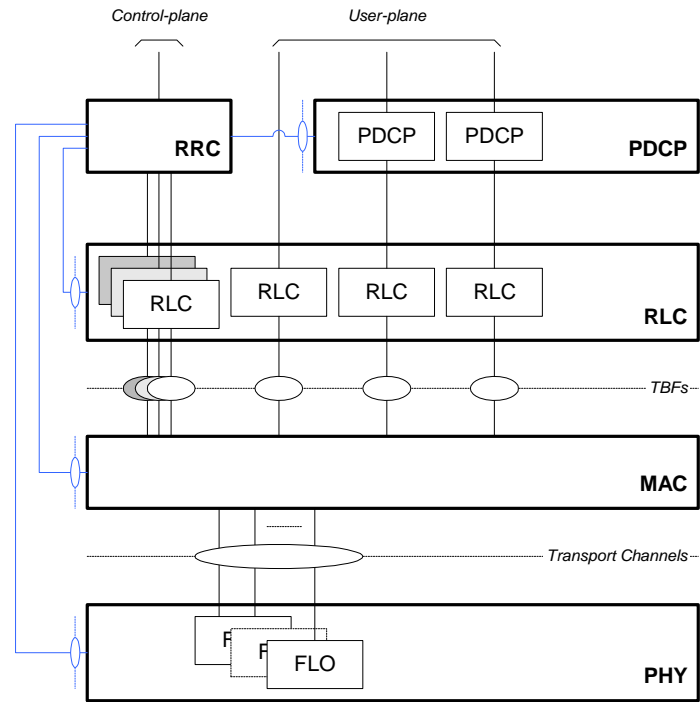 Control-plane
User-plane
PDCP
PDCP
RRC
PDCP
RLC
RLC
RLC
RLC
RLC
TBFs
MAC
Transport Channels
F
F
FLO
PHY